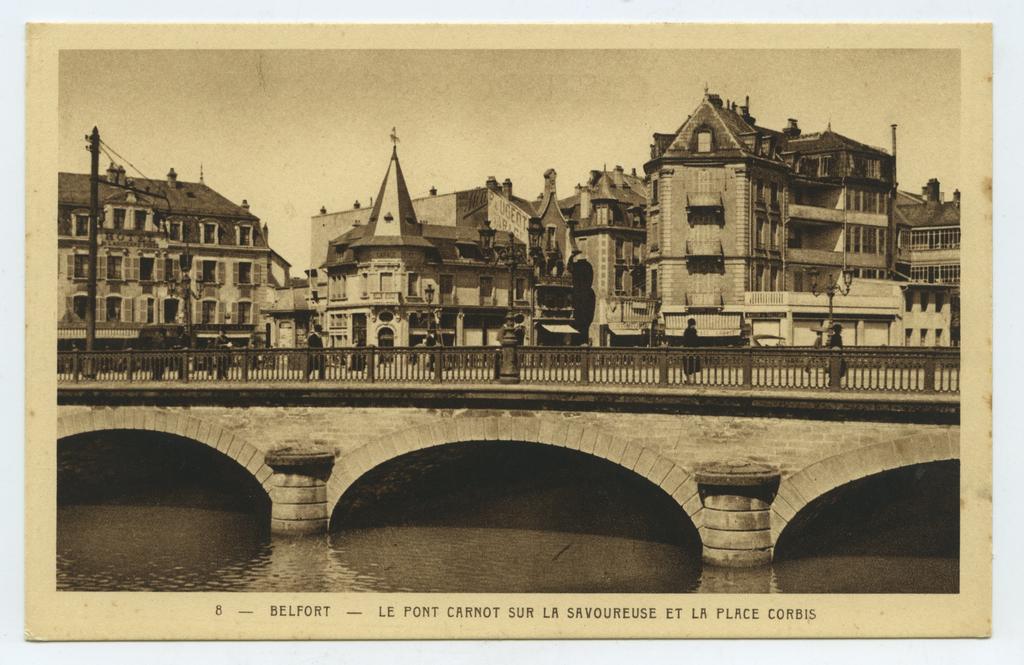 8 — BELFORT — LE PONT CARNOT SUR LA SAVOUREUSE ET LA PLACE CORBIS